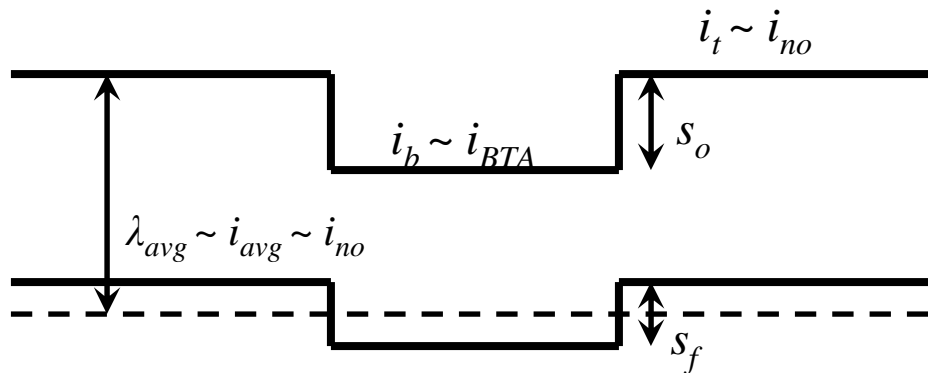 i_t ~ i_no
s_o
i_b ~ i_BTA
λ_avg ~ i_avg ~ i_no
s_f